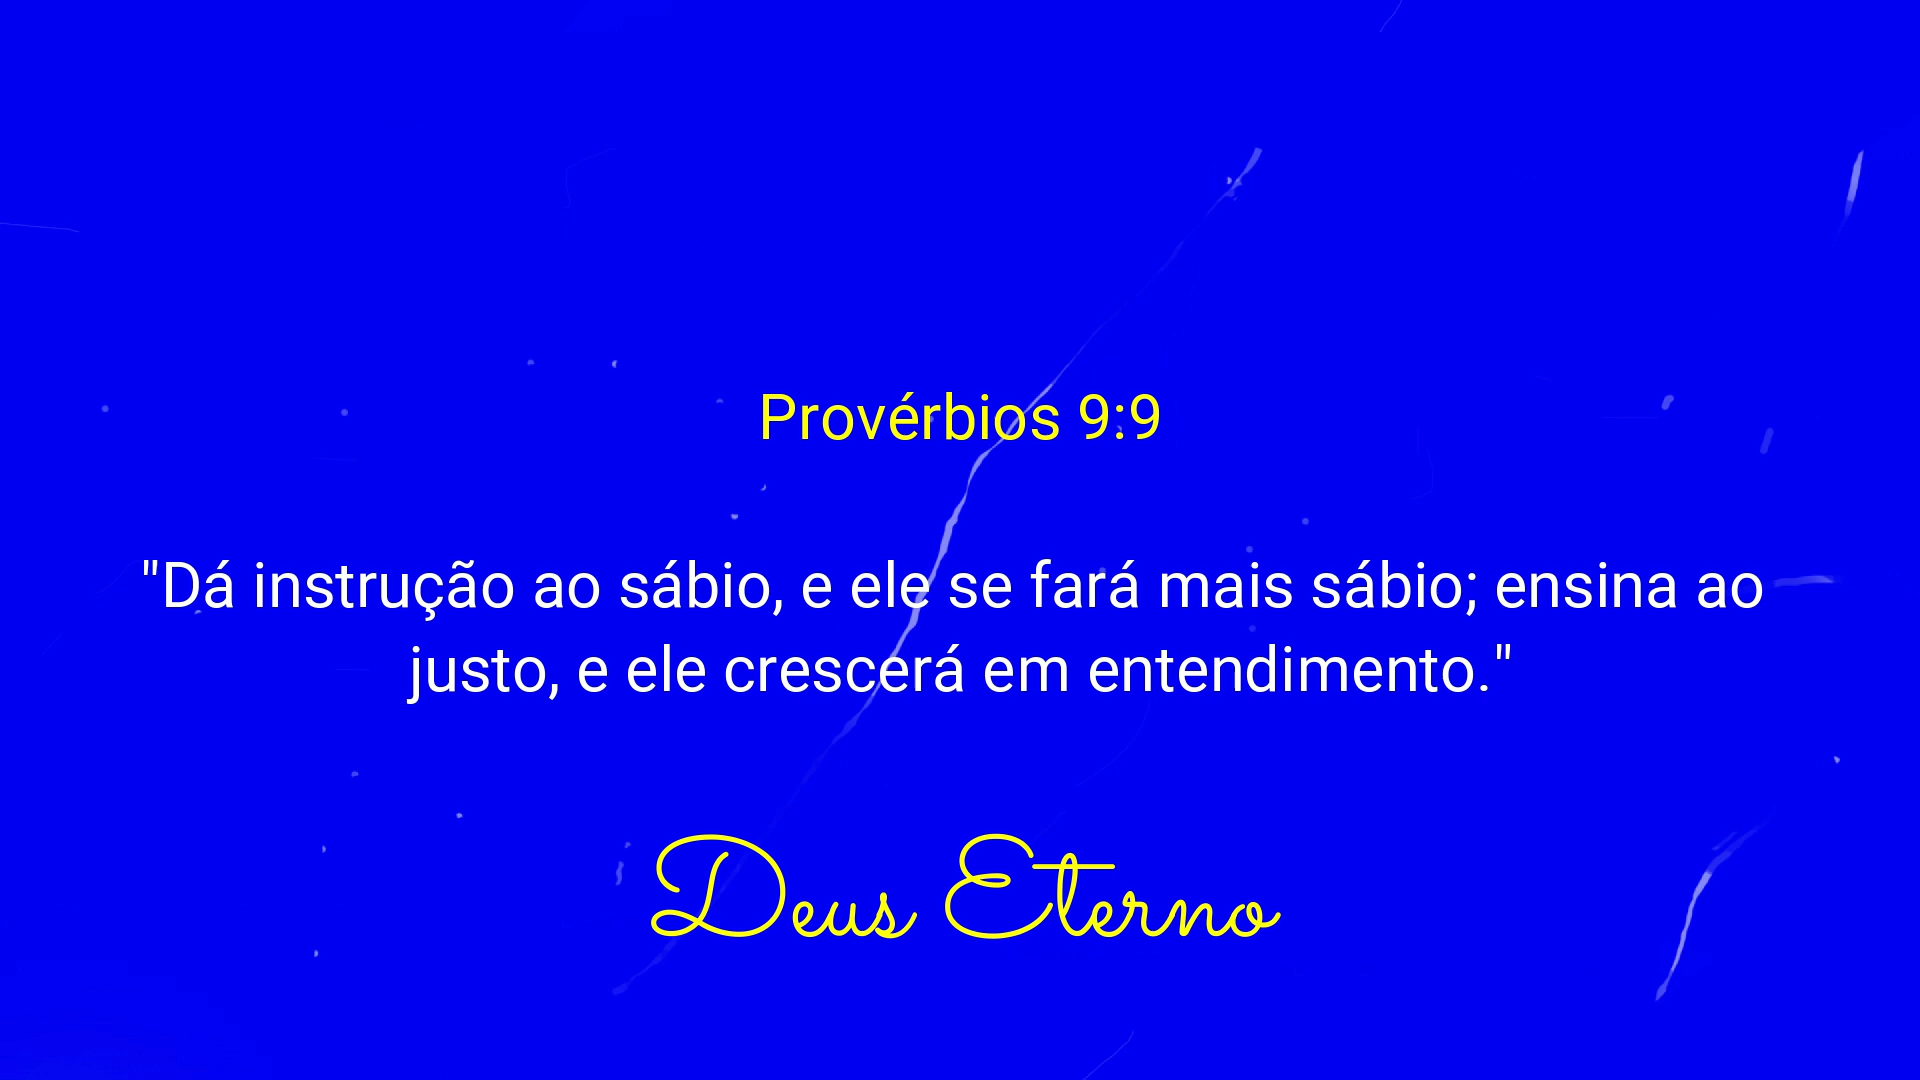 Provérbios 9:9
"Dá instrução ao sábio, e ele se fará mais sábio; ensina ao
justo, e ele crescerá em entendimento."
Deus Eterno